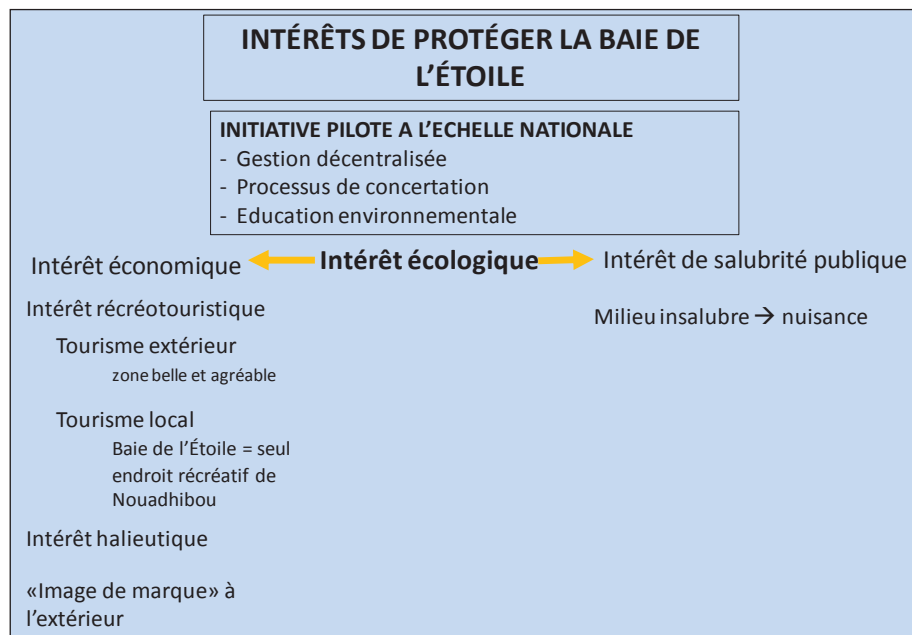 INTÉRÊTS DE PROTÉGER LA BAIE DE
L'ÉTOILE
INITIATIVE PILOTE A L'ECHELLE NATIONALE
- Gestion décentralisée
- Processus de concertation
- Education environnementale
Intérêt économique
Intérêt écologique
Intérêt de salubrité publique
Intérêt récréotouristique
Tourisme extérieur
zone belle et agréable
Tourisme local
Baie de l'Étoile = seul
endroit récréatif de
Nouadhibou
Intérêt halieutique
«Image de marque» à
l'extérieur
Milieu insalubre → nuisance